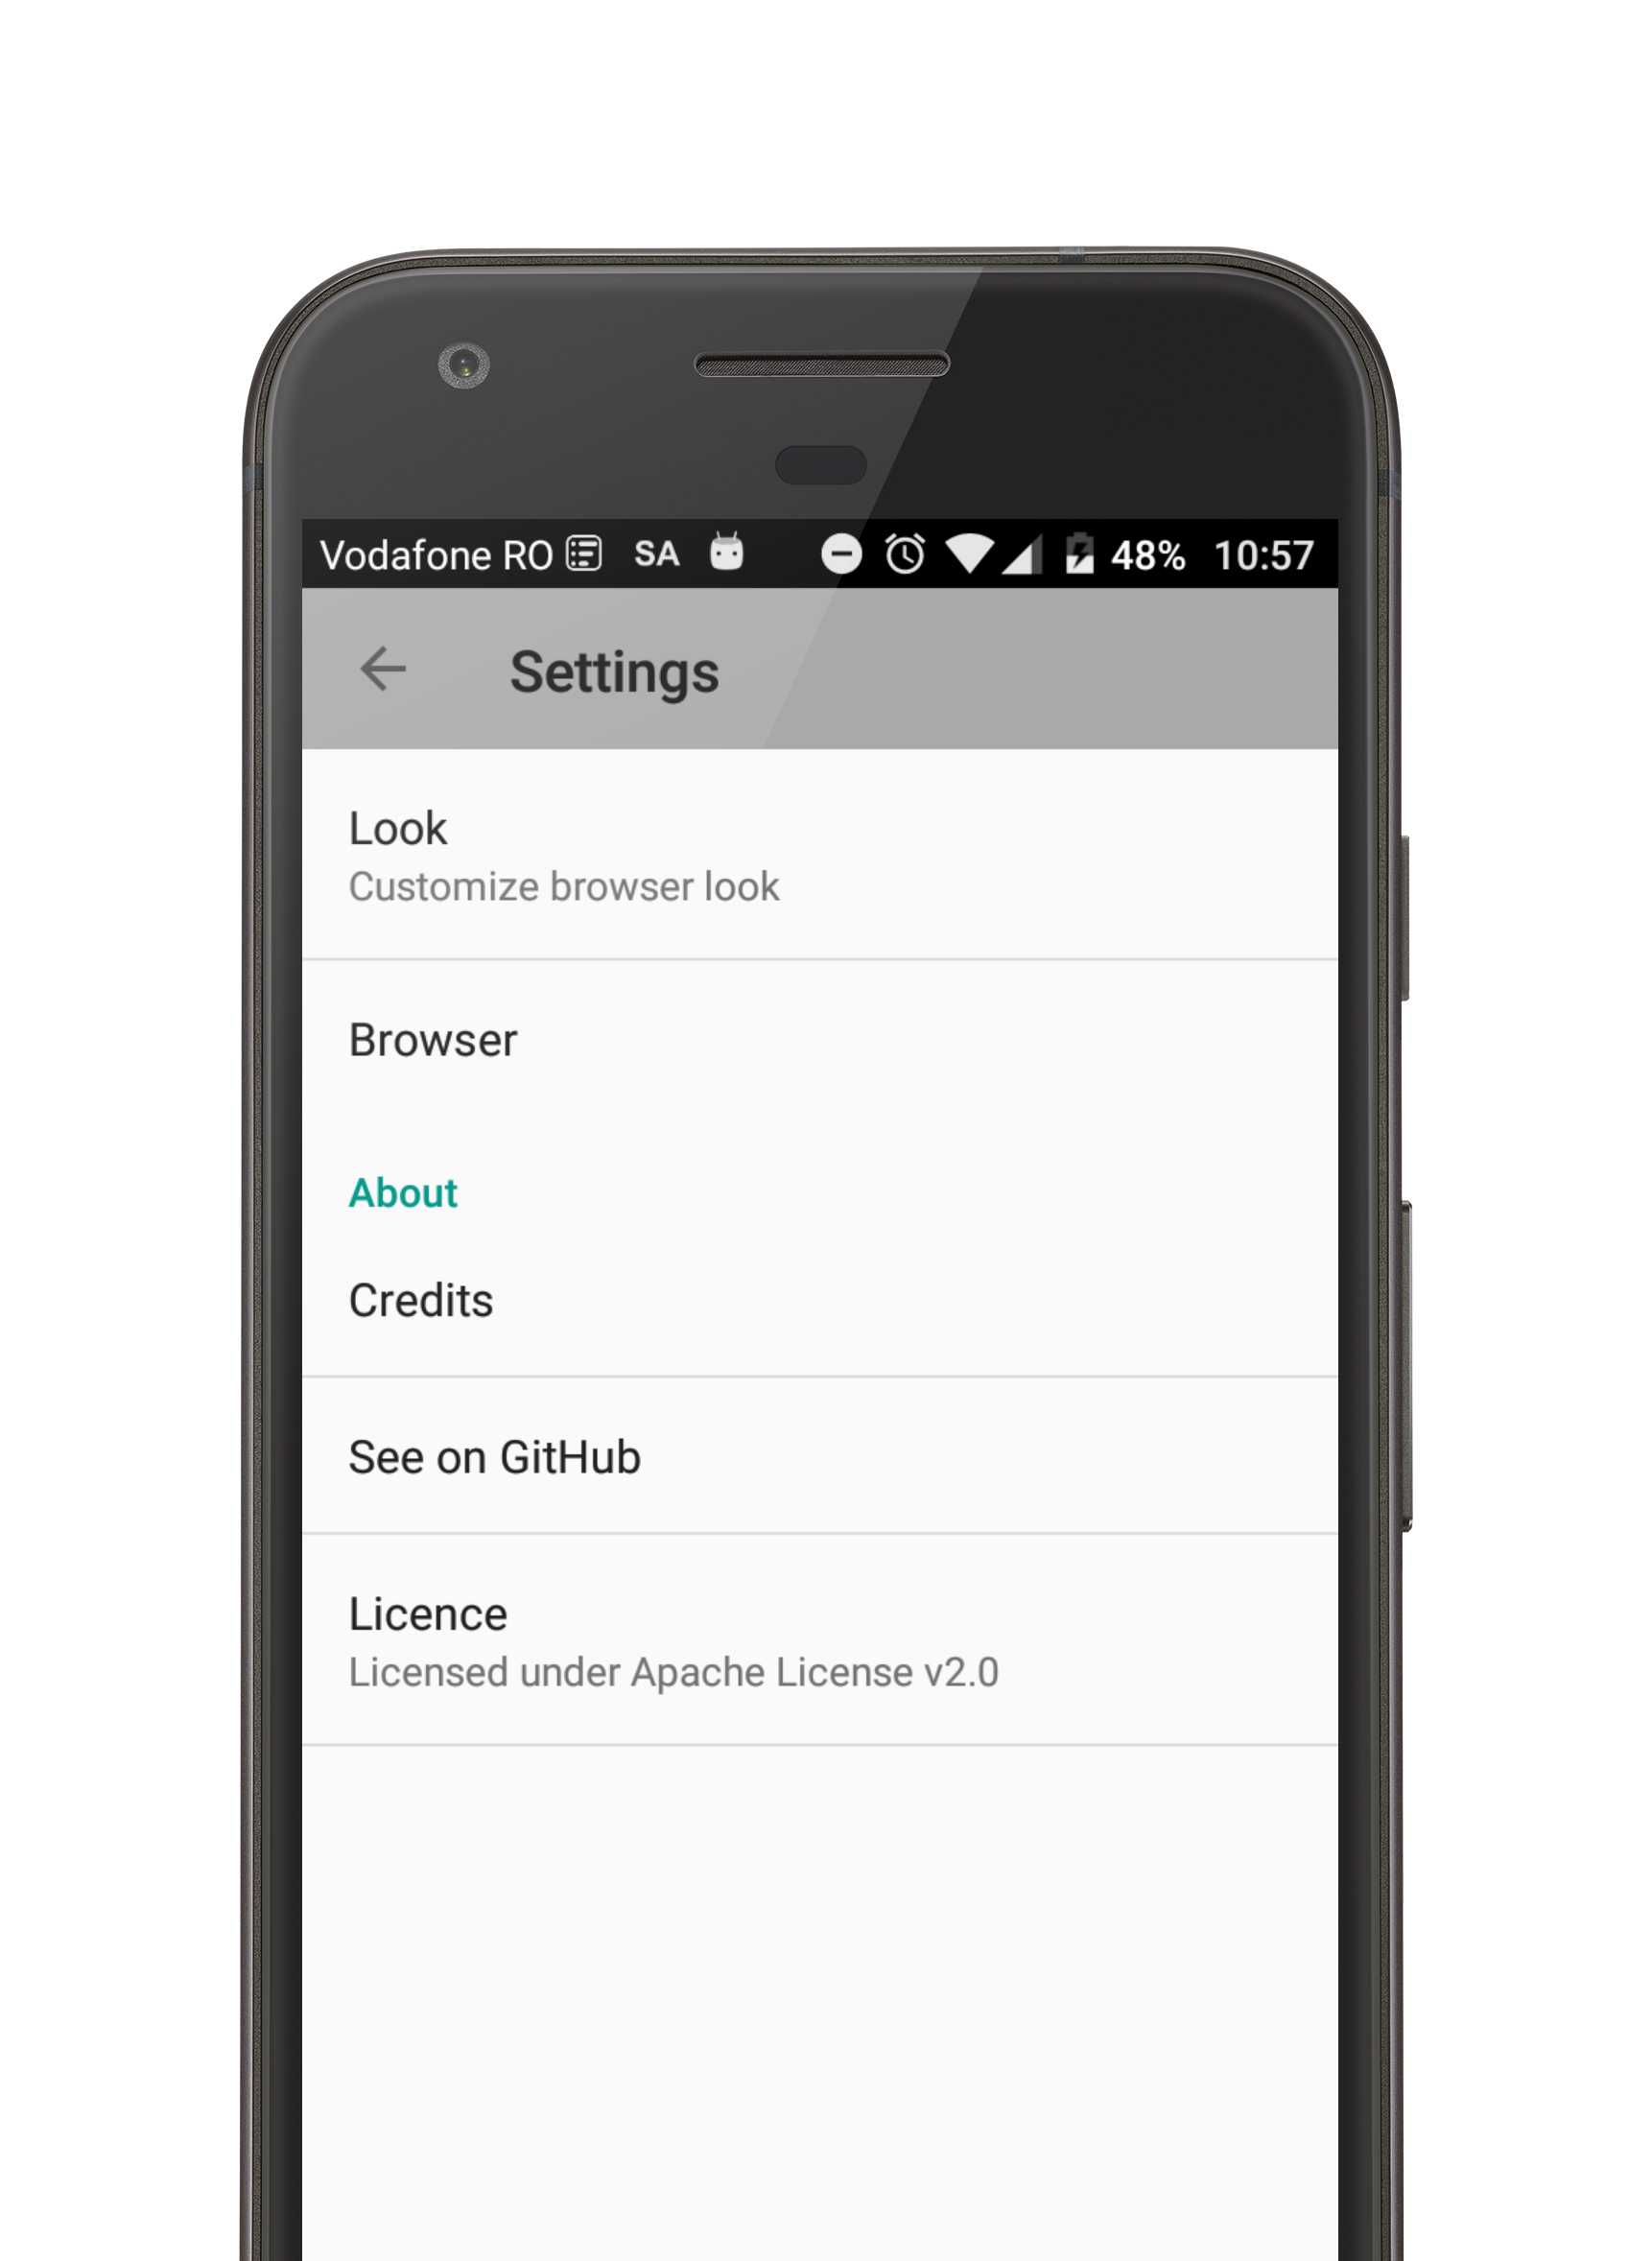 Vodafone RO SA 48% 10:57
Settings
Look
Customize browser look
Browser
About
Credits
See on GitHub
Licence
Licensed under Apache License v2.0